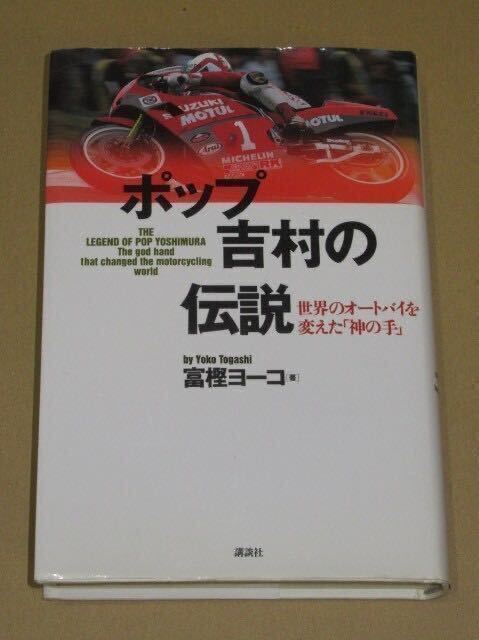 SUZUKI
MOTUL
MOTUL
Arai
1
MICHELIN
RK
ポップ
吉村の
伝説
THE
LEGEND OF POP YOSHIMURA
The god hand
that changed the motorcycling
world
世界のオートバイを
変えた「神の手」
by Yoko Togashi
富樫ヨーコ[著]
講談社